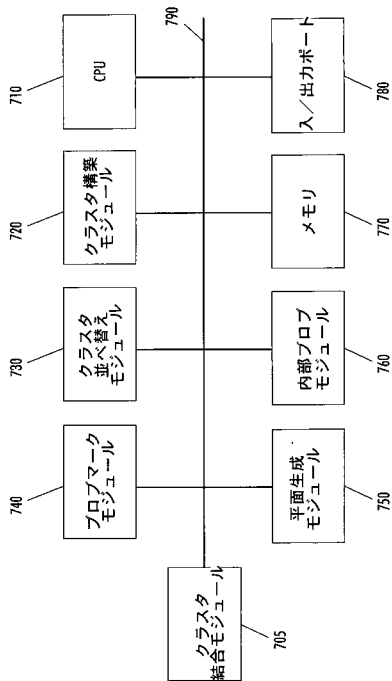 740
730
720
710
ブロブマーク
モジュール
クラスタ
並べ替え
モジュール
クラスタ構築
モジュール
CPU
790
クラスタ
結合モジュール
705
平面生成
モジュール
内部ブロブ
モジュール
メモリ
入／出力ポート
750
760
770
780